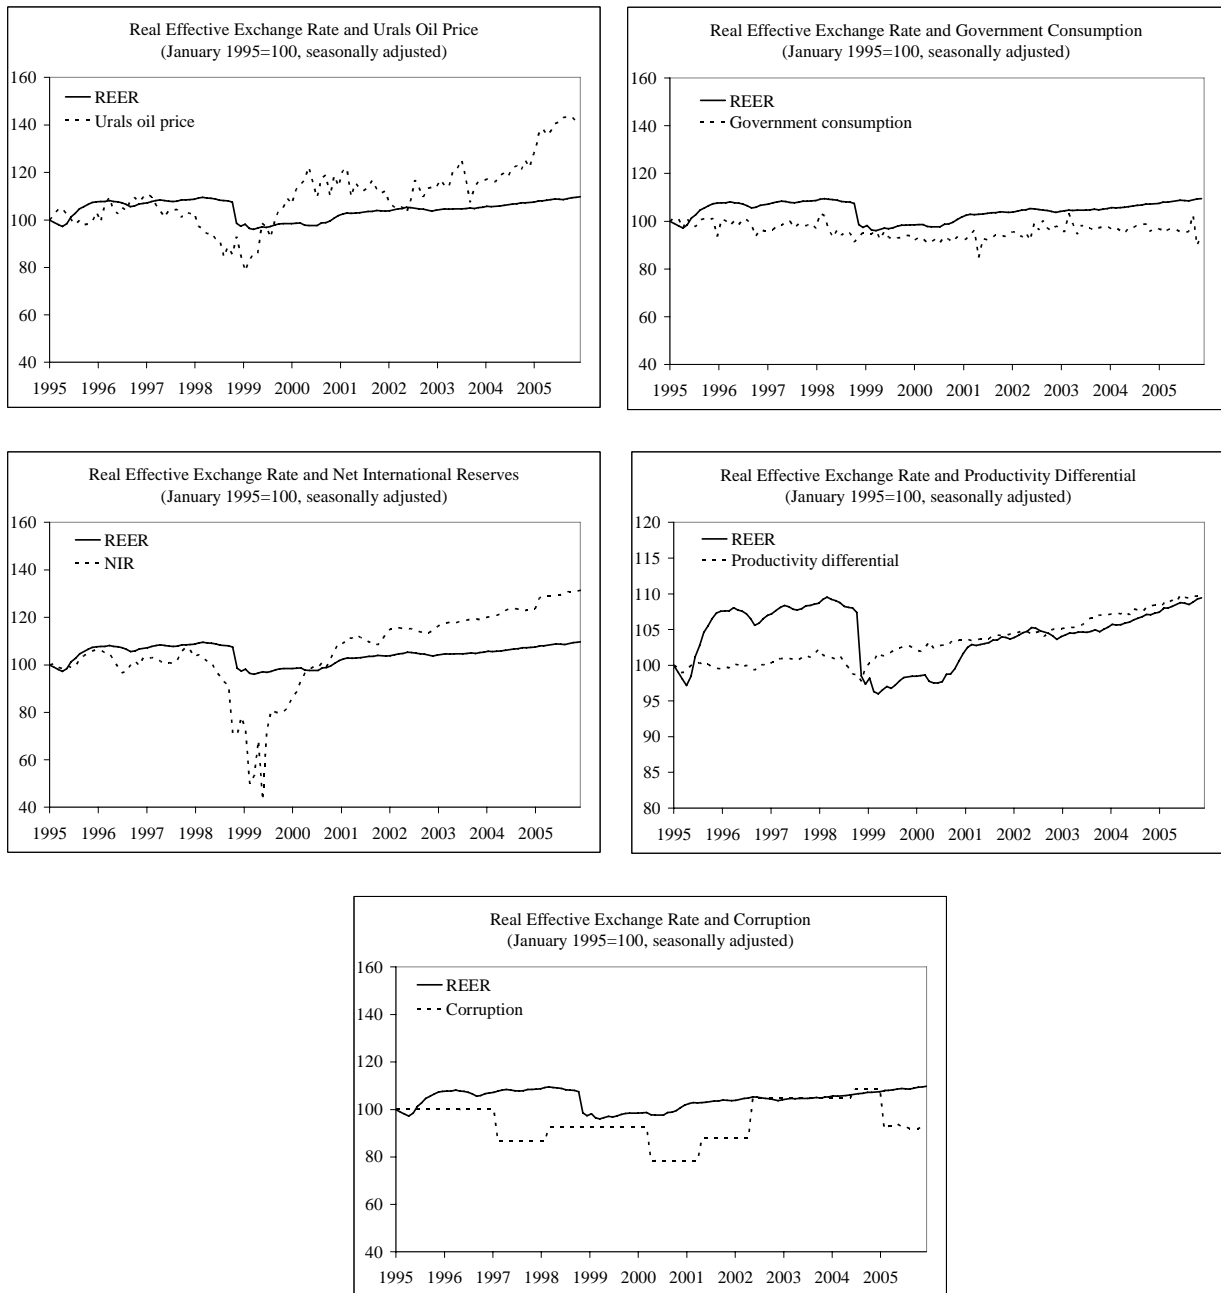 Real Effective Exchange Rate and Urals Oil Price
(January 1995=100, seasonally adjusted)
160
140
120
100
80
60
40
REER
Urals oil price
1995 1996 1997 1998 1999 2000 2001 2002 2003 2004 2005
Real Effective Exchange Rate and Government Consumption
(January 1995=100, seasonally adjusted)
160
140
120
100
80
60
40
REER
Government consumption
1995 1996 1997 1998 1999 2000 2001 2002 2003 2004 2005
Real Effective Exchange Rate and Net International Reserves
(January 1995=100, seasonally adjusted)
160
140
120
100
80
60
40
REER
NIR
1995 1996 1997 1998 1999 2000 2001 2002 2003 2004 2005
Real Effective Exchange Rate and Productivity Differential
(January 1995=100, seasonally adjusted)
120
115
110
105
100
95
90
85
80
REER
Productivity differential
1995 1996 1997 1998 1999 2000 2001 2002 2003 2004 2005
Real Effective Exchange Rate and Corruption
(January 1995=100, seasonally adjusted)
160
140
120
100
80
60
40
REER
Corruption
1995 1996 1997 1998 1999 2000 2001 2002 2003 2004 2005